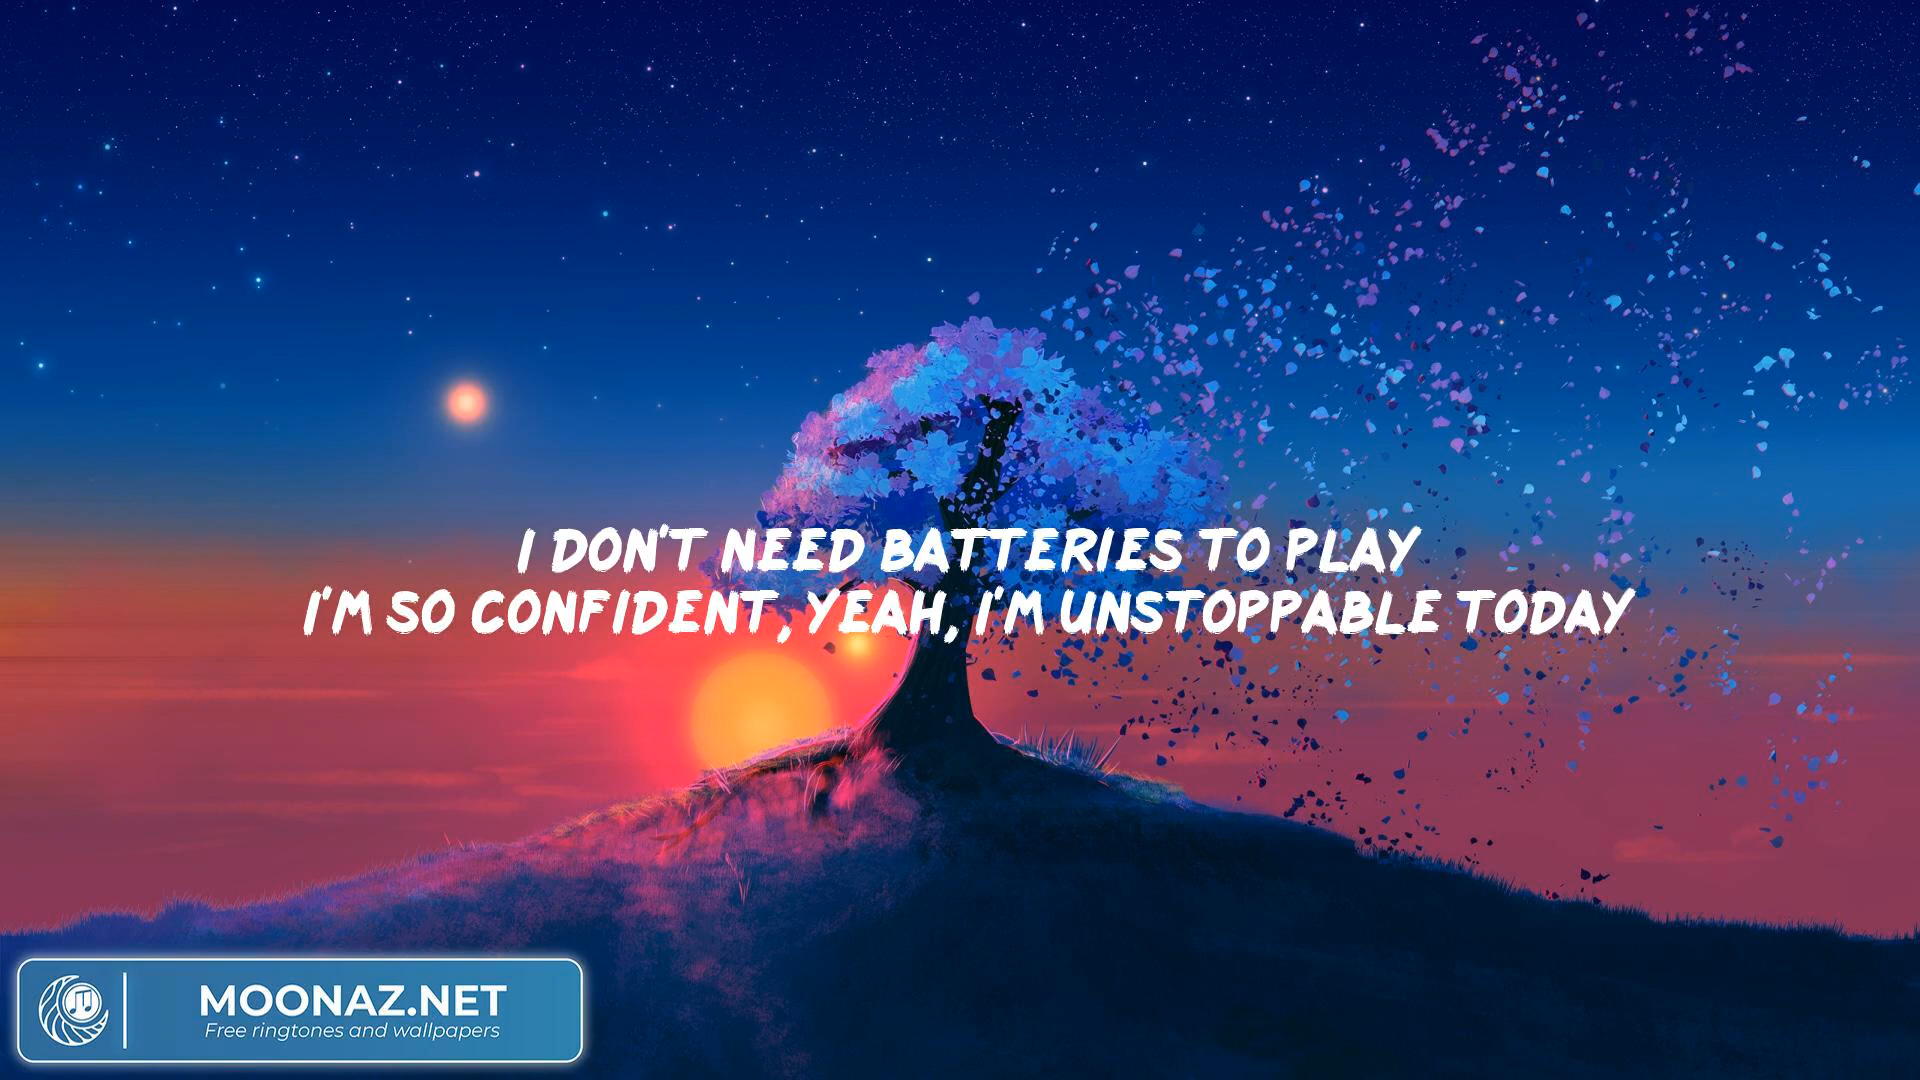 I DON'T NEED BATTERIES TO PLAY
I'M SO CONFIDENT, YEAH, I'M UNSTOPPABLE TODAY
MOONAZ.NET
Free ringtones and wallpapers